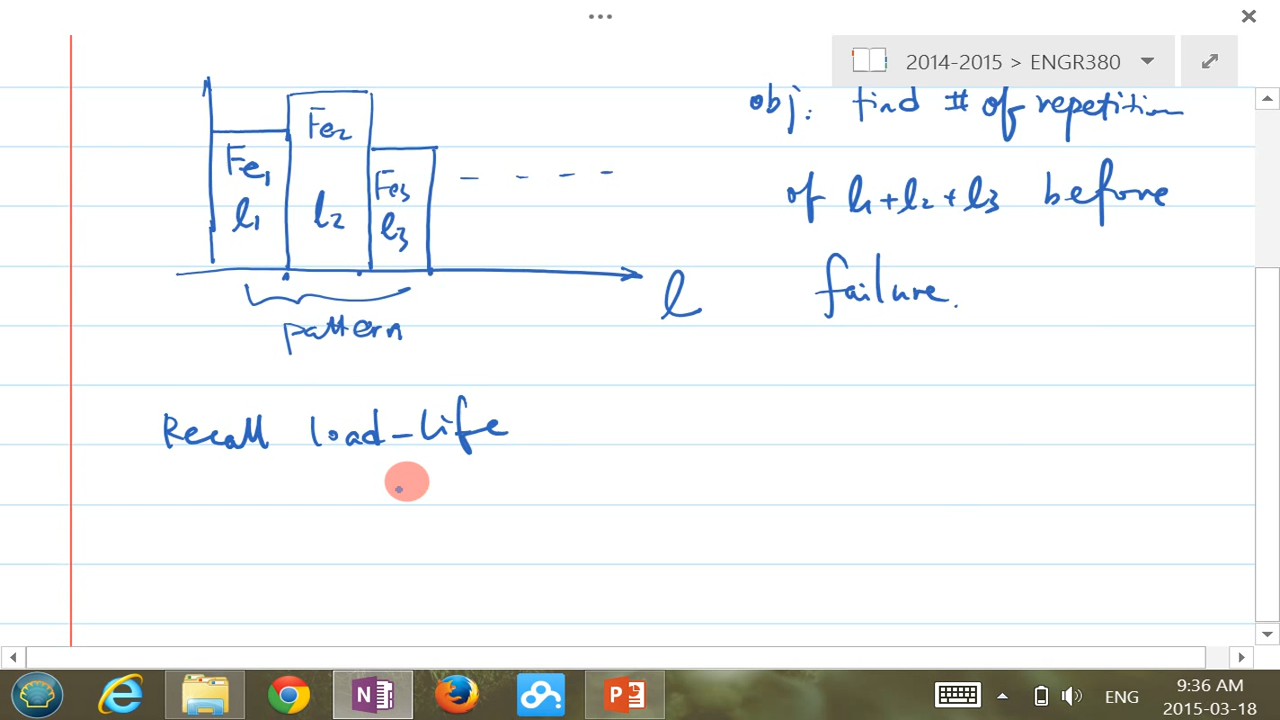 2014-2015 > ENGR380
obj: find # of repetition
of l1+l2+l3 before
failure.
Fe1
l1
Fe2
l2
Fe3
l3
l
pattern
Recall load-life
ENG
9:36 AM
2015-03-18